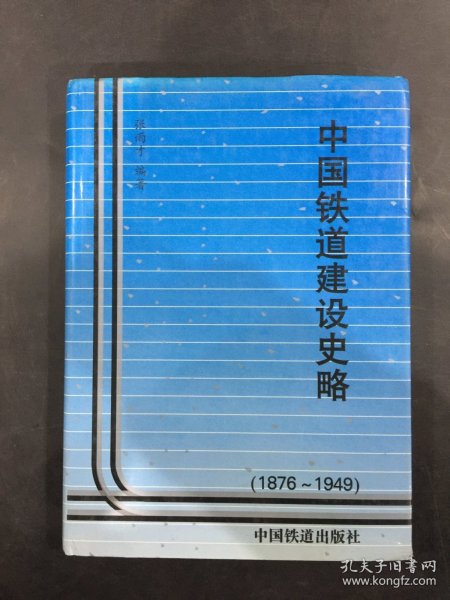 中国铁道建设史略
张雨才 编著
(1876～1949)
中国铁道出版社
孔夫子旧书网
www.kongfz.com